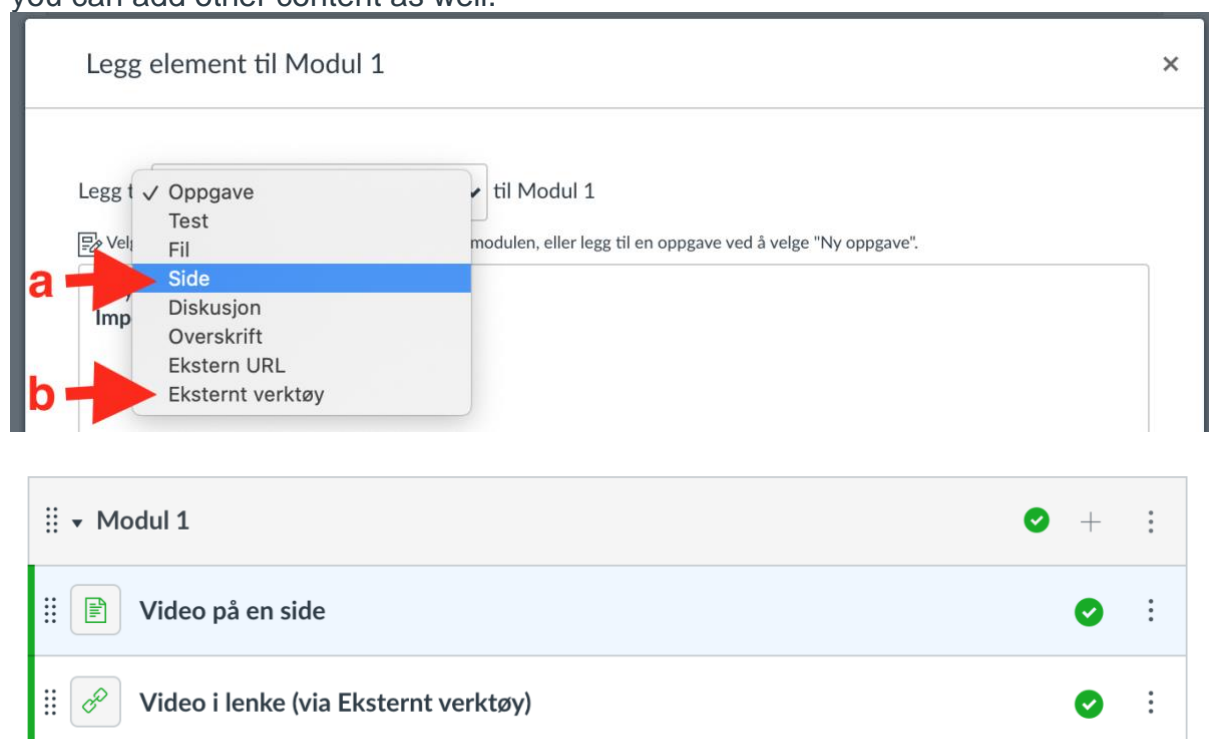 you can add other content as well.
Legg element til Modul 1 ×
Legg t ✓ Oppgave til Modul 1
Test
Vel modulen, eller legg til en oppgave ved å velge "Ny oppgave".
Fil
a Side
Diskusjon
Imp
Overskrift
Ekstern URL
b Eksternt verktøy
Modul 1
Video på en side
Video i lenke (via Eksternt verktøy)